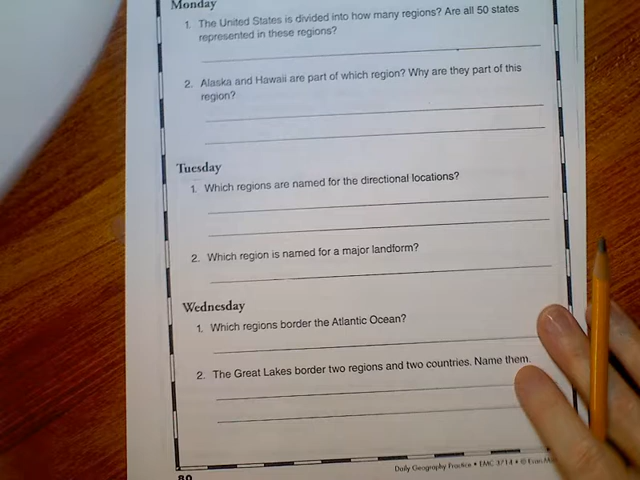 Monday
1. The United States is divided into how many regions? Are all 50 states
represented in these regions?
2. Alaska and Hawaii are part of which region? Why are they part of this
region?
Tuesday
1. Which regions are named for the directional locations?
2. Which region is named for a major landform?
Wednesday
1. Which regions border the Atlantic Ocean?
2. The Great Lakes border two regions and two countries. Name them.
Daily Geography Practice • EMC 3714 • ©
80